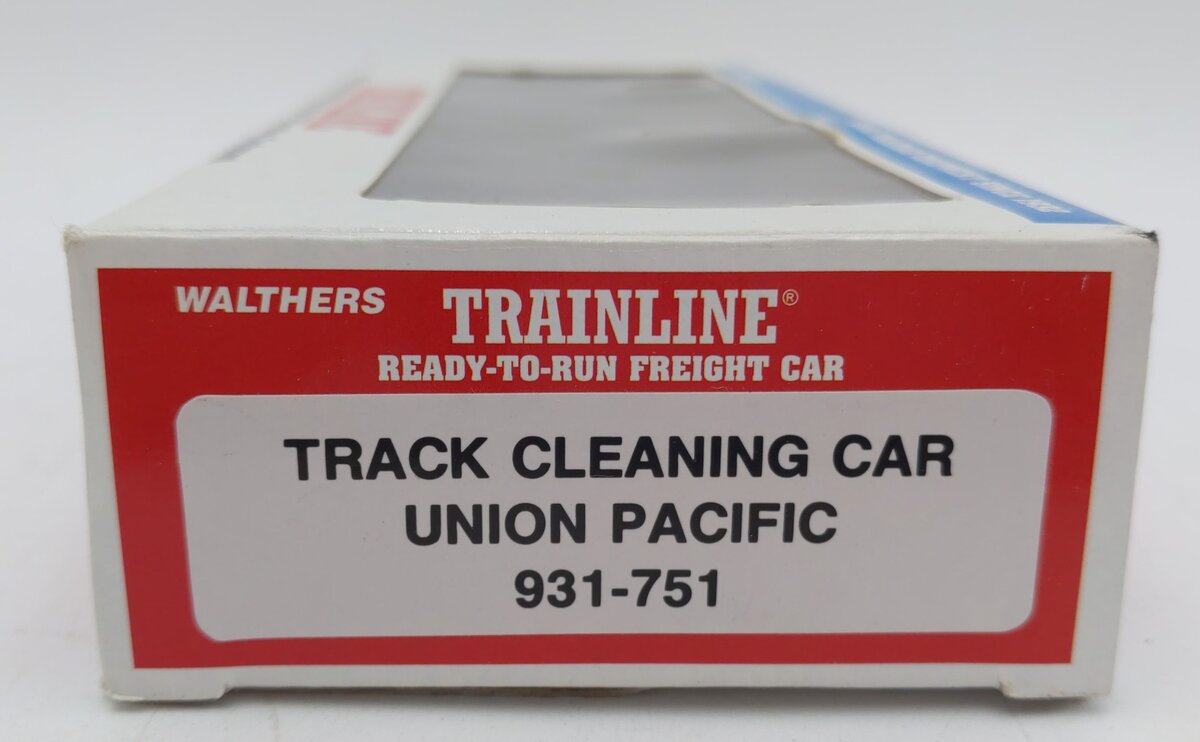 WALTHERS TRAINLINE®
READY-TO-RUN FREIGHT CAR
TRACK CLEANING CAR
UNION PACIFIC
931-751